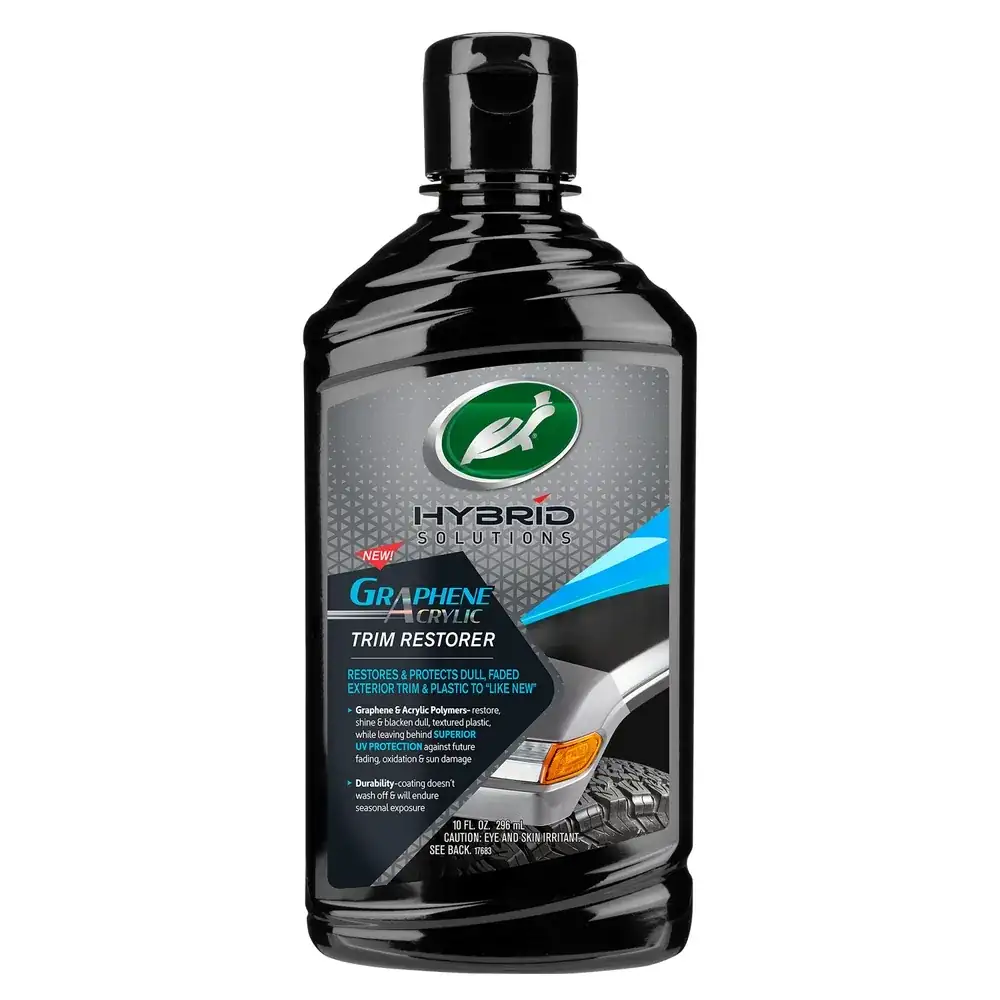 HYBRID
SOLUTIONS
NEW!
GRAPHENE
ACRYLIC
TRIM RESTORER
RESTORES & PROTECTS DULL, FADED
EXTERIOR TRIM & PLASTIC TO “LIKE NEW”
▸ Graphene & Acrylic Polymers- restore,
shine & blacken dull, textured plastic,
while leaving behind SUPERIOR
UV PROTECTION against future
fading, oxidation & sun damage
▸ Durability-coating doesn't
wash off & will endure
seasonal exposure
10 FL. OZ. 296 mL
CAUTION: EYE AND SKIN IRRITANT.
SEE BACK. 17683